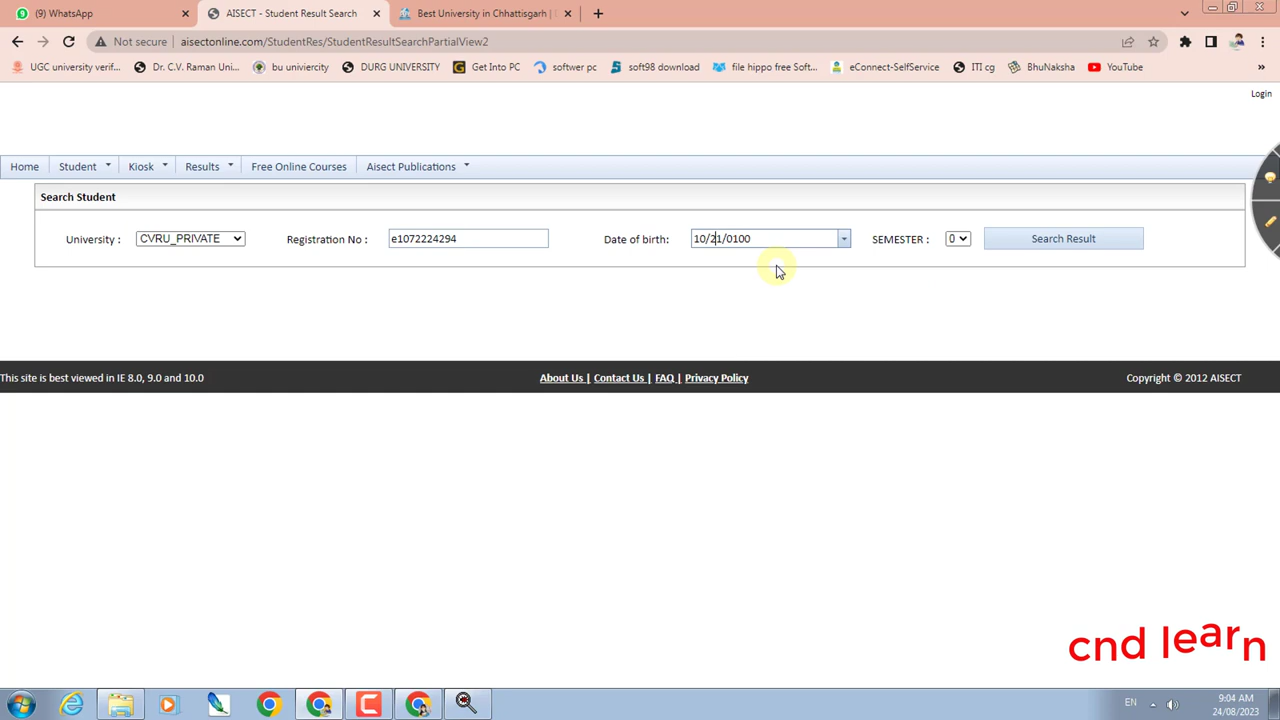 (9) WhatsApp
AISECT - Student Result Search
Best University in Chhattisgarh |
Not secure | aisectonline.com/StudentRes/StudentResultSearchPartialView2
UGC university verif...
Dr. C.V. Raman Uni...
bu univiercity
DURG UNIVERSITY
Get Into PC
softwer pc
soft98 download
file hippo free Soft...
eConnect-SelfService
ITI cg
BhuNaksha
YouTube
»
Login
Home
Student
Kiosk
Results
Free Online Courses
Aisect Publications
Search Student
University : CVRU_PRIVATE Registration No : e1072224294 Date of birth: 10/21/0100 SEMESTER : 0 Search Result
This site is best viewed in IE 8.0, 9.0 and 10.0
About Us | Contact Us | FAQ | Privacy Policy
Copyright © 2012 AISECT
cnd learn
EN
9:04 AM
24/08/2023